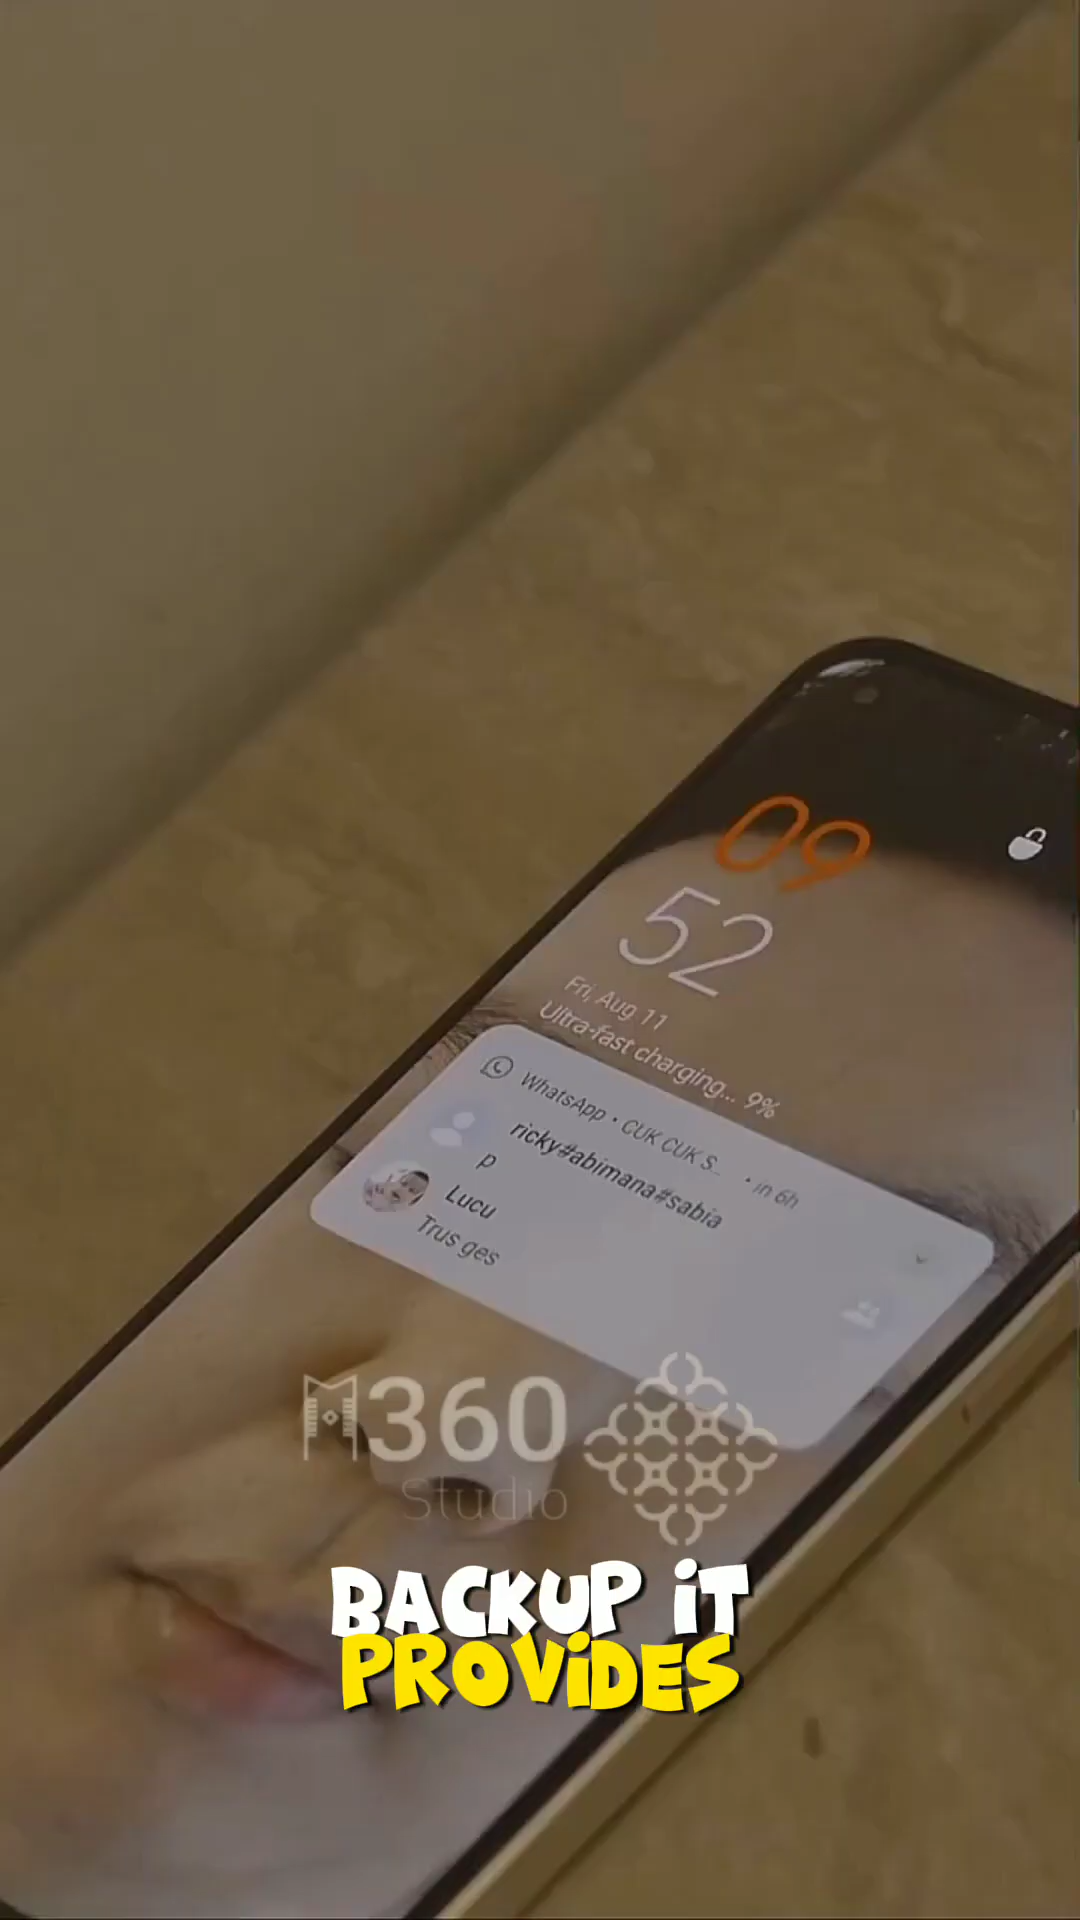 09
52
Fri, Aug 11
Ultra-fast charging... 9%
WhatsApp • CUK CUK S... • in 6h
ricky#abimana#sabia
p
Lucu
Trus ges
M360
Studio
BACKUP iT
PROViDES